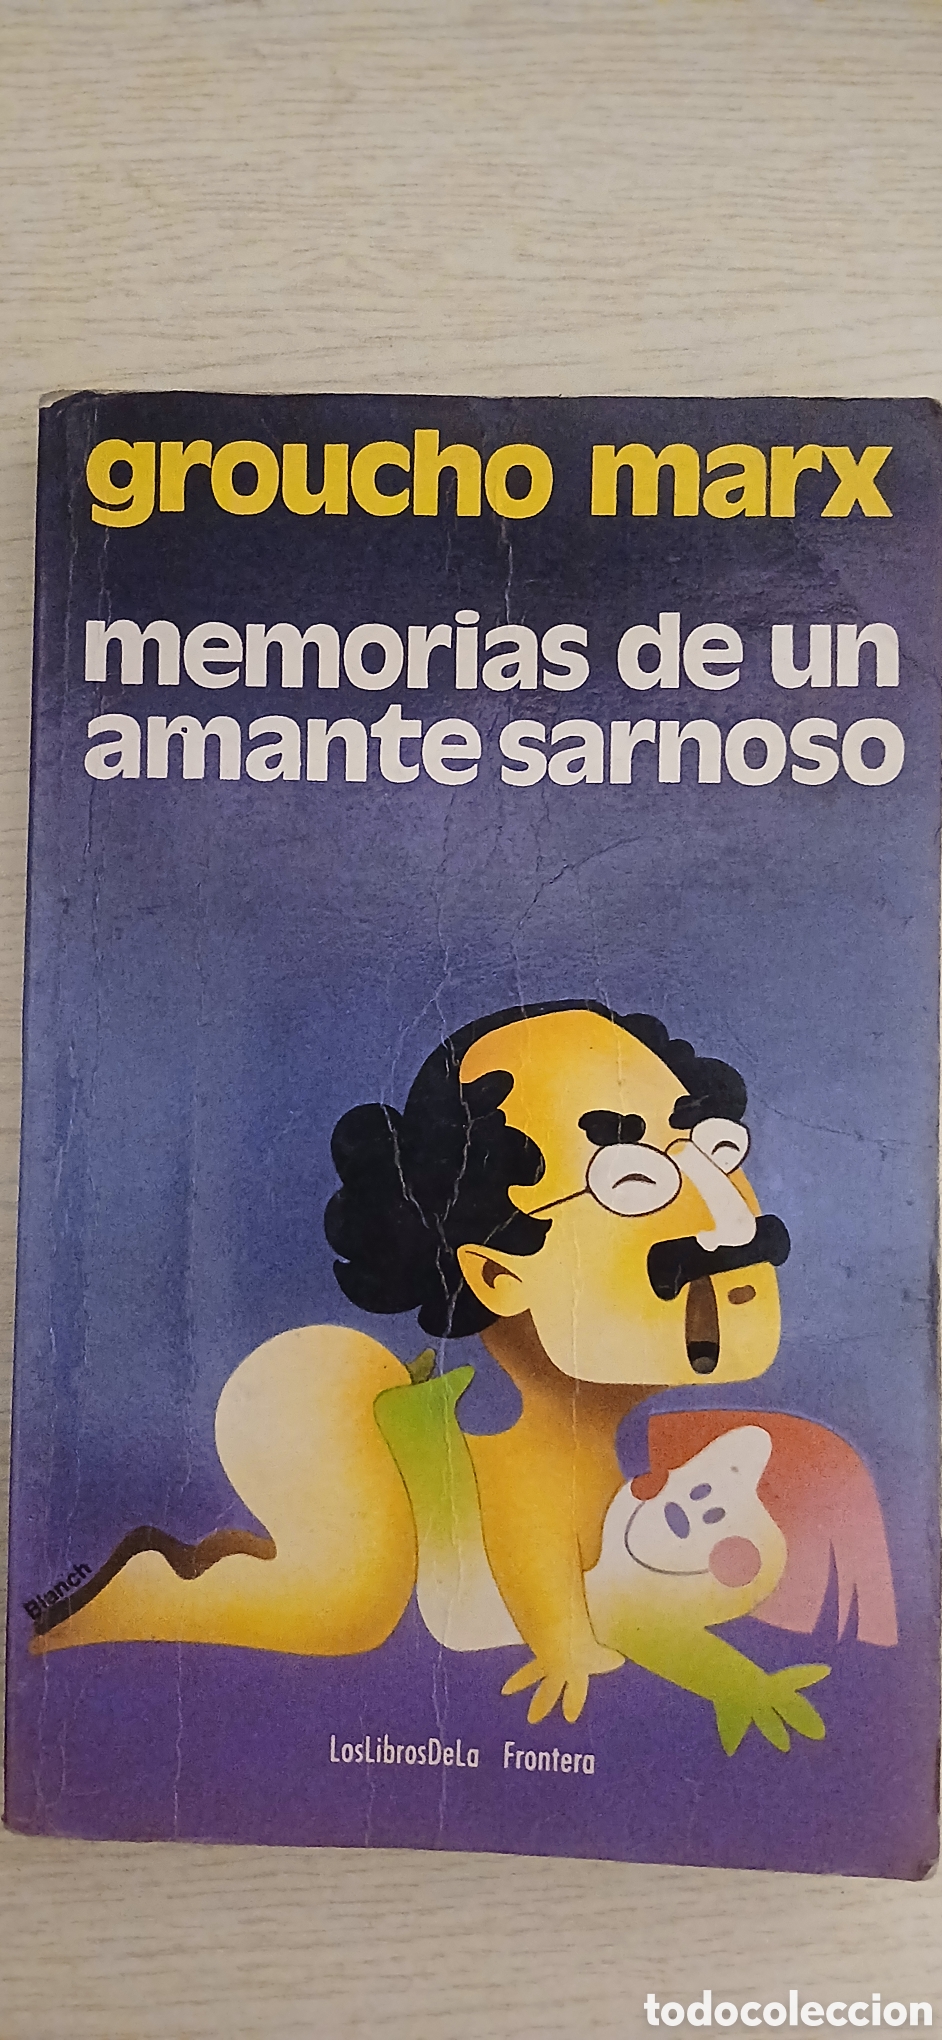 groucho marx
memorias de un
amante sarnoso
Blanch
LosLibrosDeLa Frontera
todocoleccion